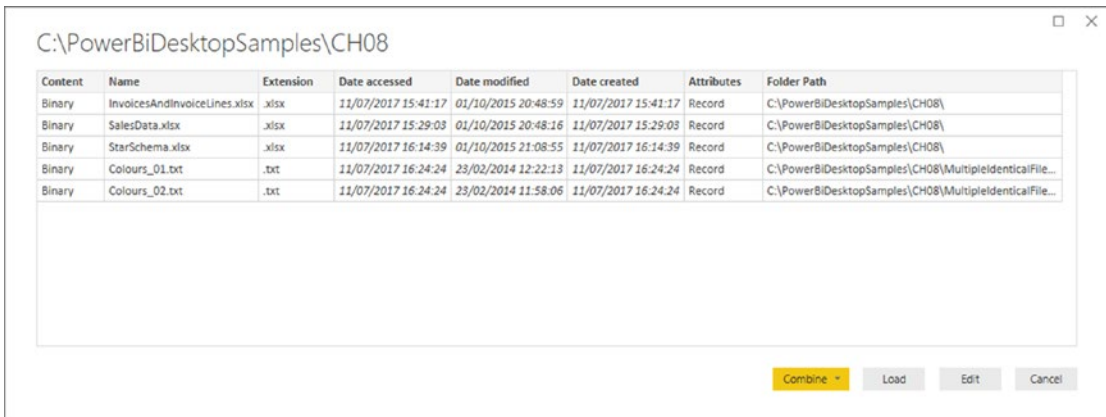 C:\PowerBiDesktopSamples\CH08
Content Name Extension Date accessed Date modified Date created Attributes Folder Path
Binary InvoicesAndInvoiceLines.xlsx .xlsx 11/07/2017 15:41:17 01/10/2015 20:48:59 11/07/2017 15:41:17 Record C:\PowerBiDesktopSamples\CH08\
Binary SalesData.xlsx .xlsx 11/07/2017 15:29:03 01/10/2015 20:48:16 11/07/2017 15:29:03 Record C:\PowerBiDesktopSamples\CH08\
Binary StarSchema.xlsx .xlsx 11/07/2017 16:14:39 01/10/2015 21:08:55 11/07/2017 16:14:39 Record C:\PowerBiDesktopSamples\CH08\
Binary Colours_01.txt .txt 11/07/2017 16:24:24 23/02/2014 12:22:13 11/07/2017 16:24:24 Record C:\PowerBiDesktopSamples\CH08\MultipleIdenticalFile...
Binary Colours_02.txt .txt 11/07/2017 16:24:24 23/02/2014 11:58:06 11/07/2017 16:24:24 Record C:\PowerBiDesktopSamples\CH08\MultipleIdenticalFile...
Combine Load Edit Cancel